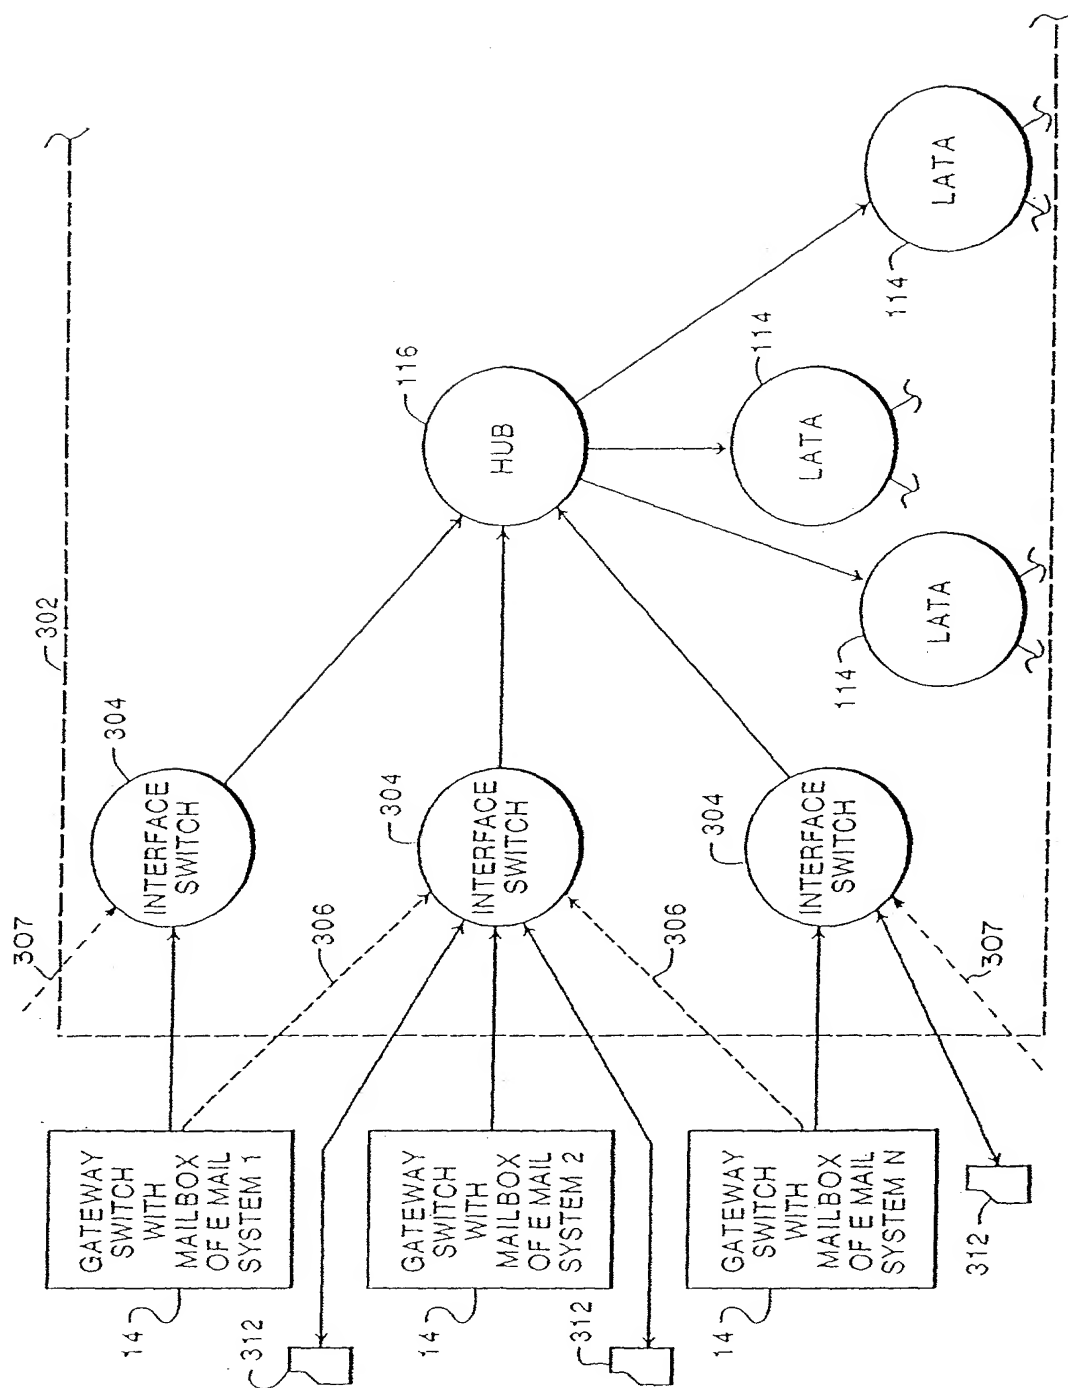 302
307
304
INTERFACE
SWITCH
GATEWAY
SWITCH
WITH
MAILBOX
OF E MAIL
SYSTEM 1
14
312
306
304
INTERFACE
SWITCH
116
HUB
GATEWAY
SWITCH
WITH
MAILBOX
OF E MAIL
SYSTEM 2
14
312
306
304
INTERFACE
SWITCH
307
GATEWAY
SWITCH
WITH
MAILBOX
OF E MAIL
SYSTEM N
14
312
114
LATA
114
LATA
114
LATA